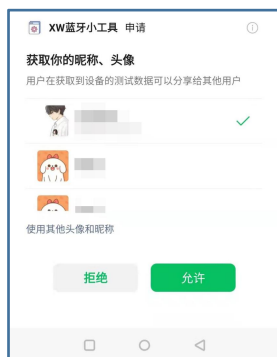 XW蓝牙小工具 申请
获取你的昵称、头像
用户在获取到设备的测试数据可以分享给其他用户
使用其他头像和昵称
拒绝
允许